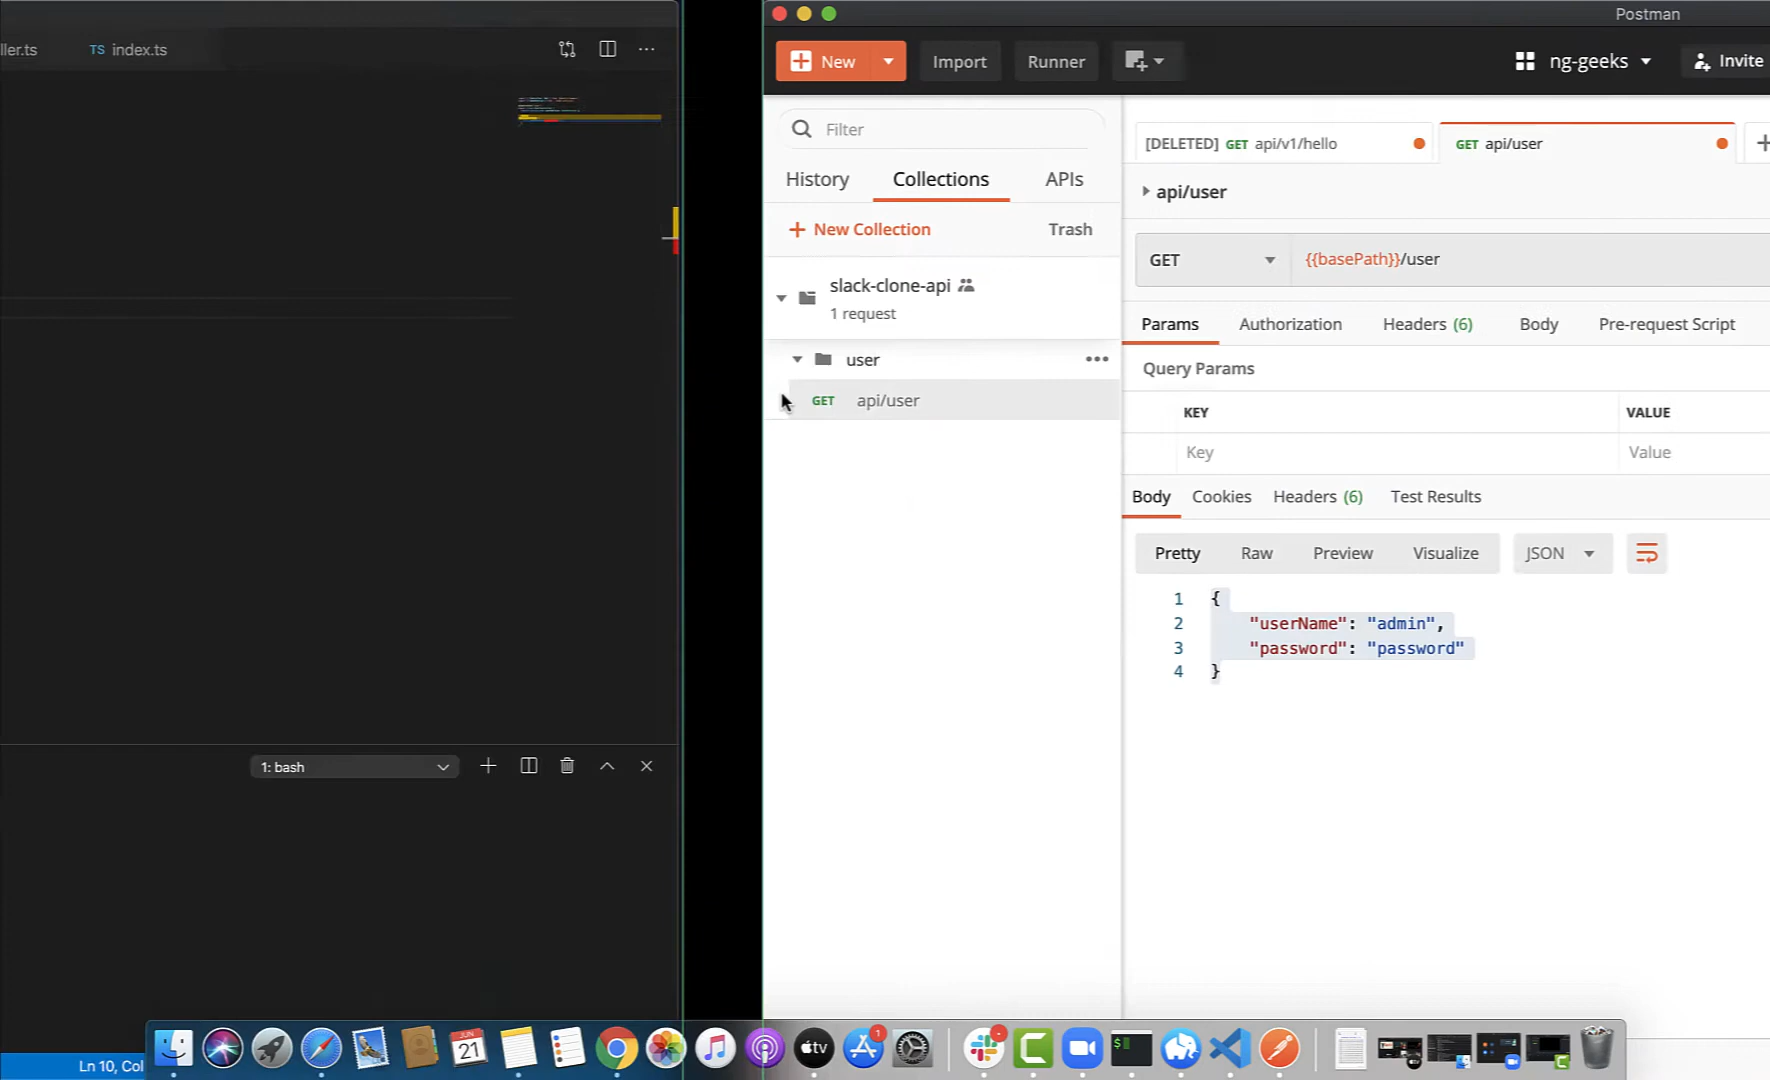 ller.ts
TS index.ts
Postman
New
Import
Runner
ng-geeks
Invite
Filter
[DELETED] GET api/v1/hello
GET api/user
History
Collections
APIs
api/user
New Collection
Trash
GET
{{basePath}}/user
slack-clone-api
1 request
Params
Authorization
Headers (6)
Body
Pre-request Script
user
Query Params
GET api/user
KEY
VALUE
Key
Value
Body
Cookies
Headers (6)
Test Results
Pretty
Raw
Preview
Visualize
JSON
1 {
2 "userName": "admin",
3 "password": "password"
4 }
1: bash
Ln 10, Col
JUN
21
tv
1
$